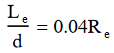 Lₑ/d = 0.04Rₑ